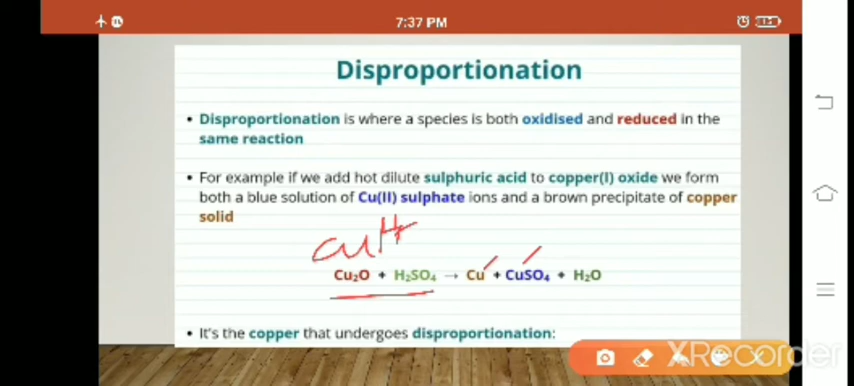 7:37 PM
Disproportionation
• Disproportionation is where a species is both oxidised and reduced in the
same reaction
• For example if we add hot dilute sulphuric acid to copper(I) oxide we form
both a blue solution of Cu(II) sulphate ions and a brown precipitate of copper
solid
Cu₂O + H₂SO₄ → Cu + CuSO₄ + H₂O
• It's the copper that undergoes disproportionation:
XRecorder